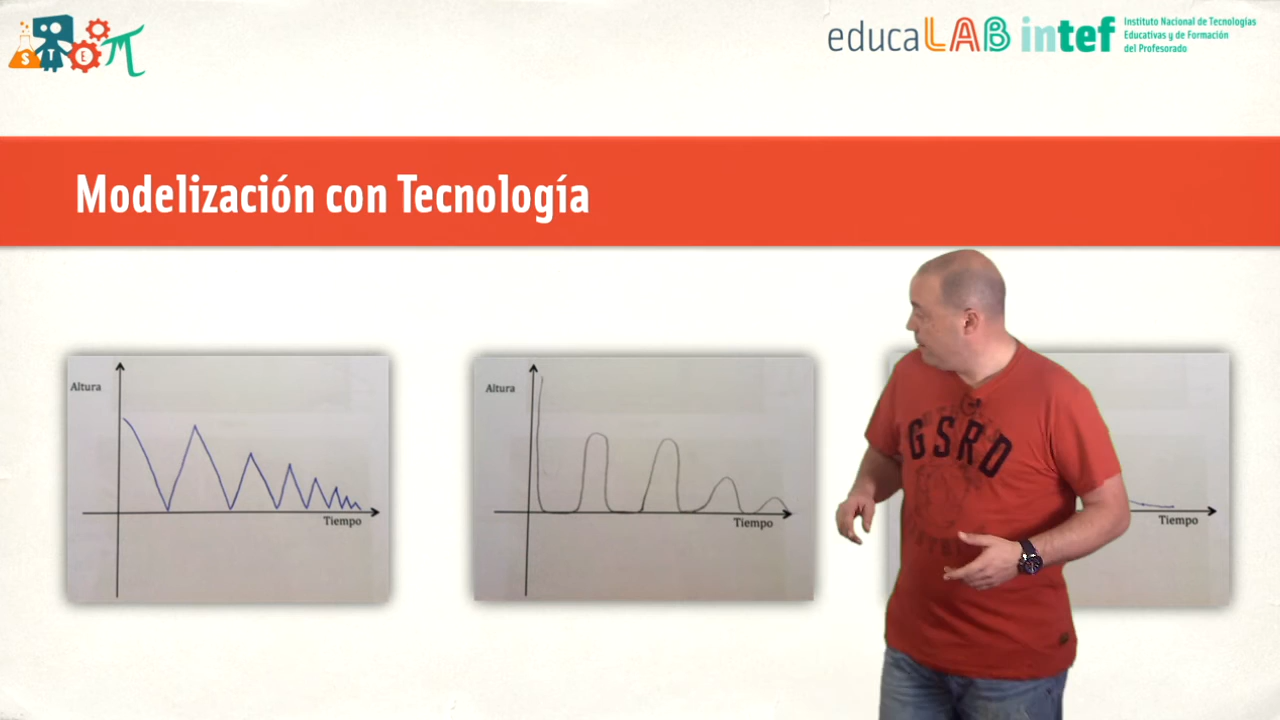 S T E
educaLAB intef
Instituto Nacional de Tecnologías
Educativas y de Formación
del Profesorado
Modelización con Tecnología
Altura
Tiempo
Altura
Tiempo
GSRD
Tiempo